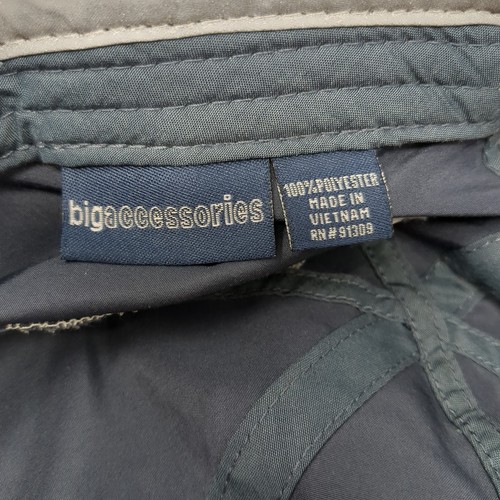 bigaccessories
100% POLYESTER
MADE IN
VIETNAM
RN# 91309